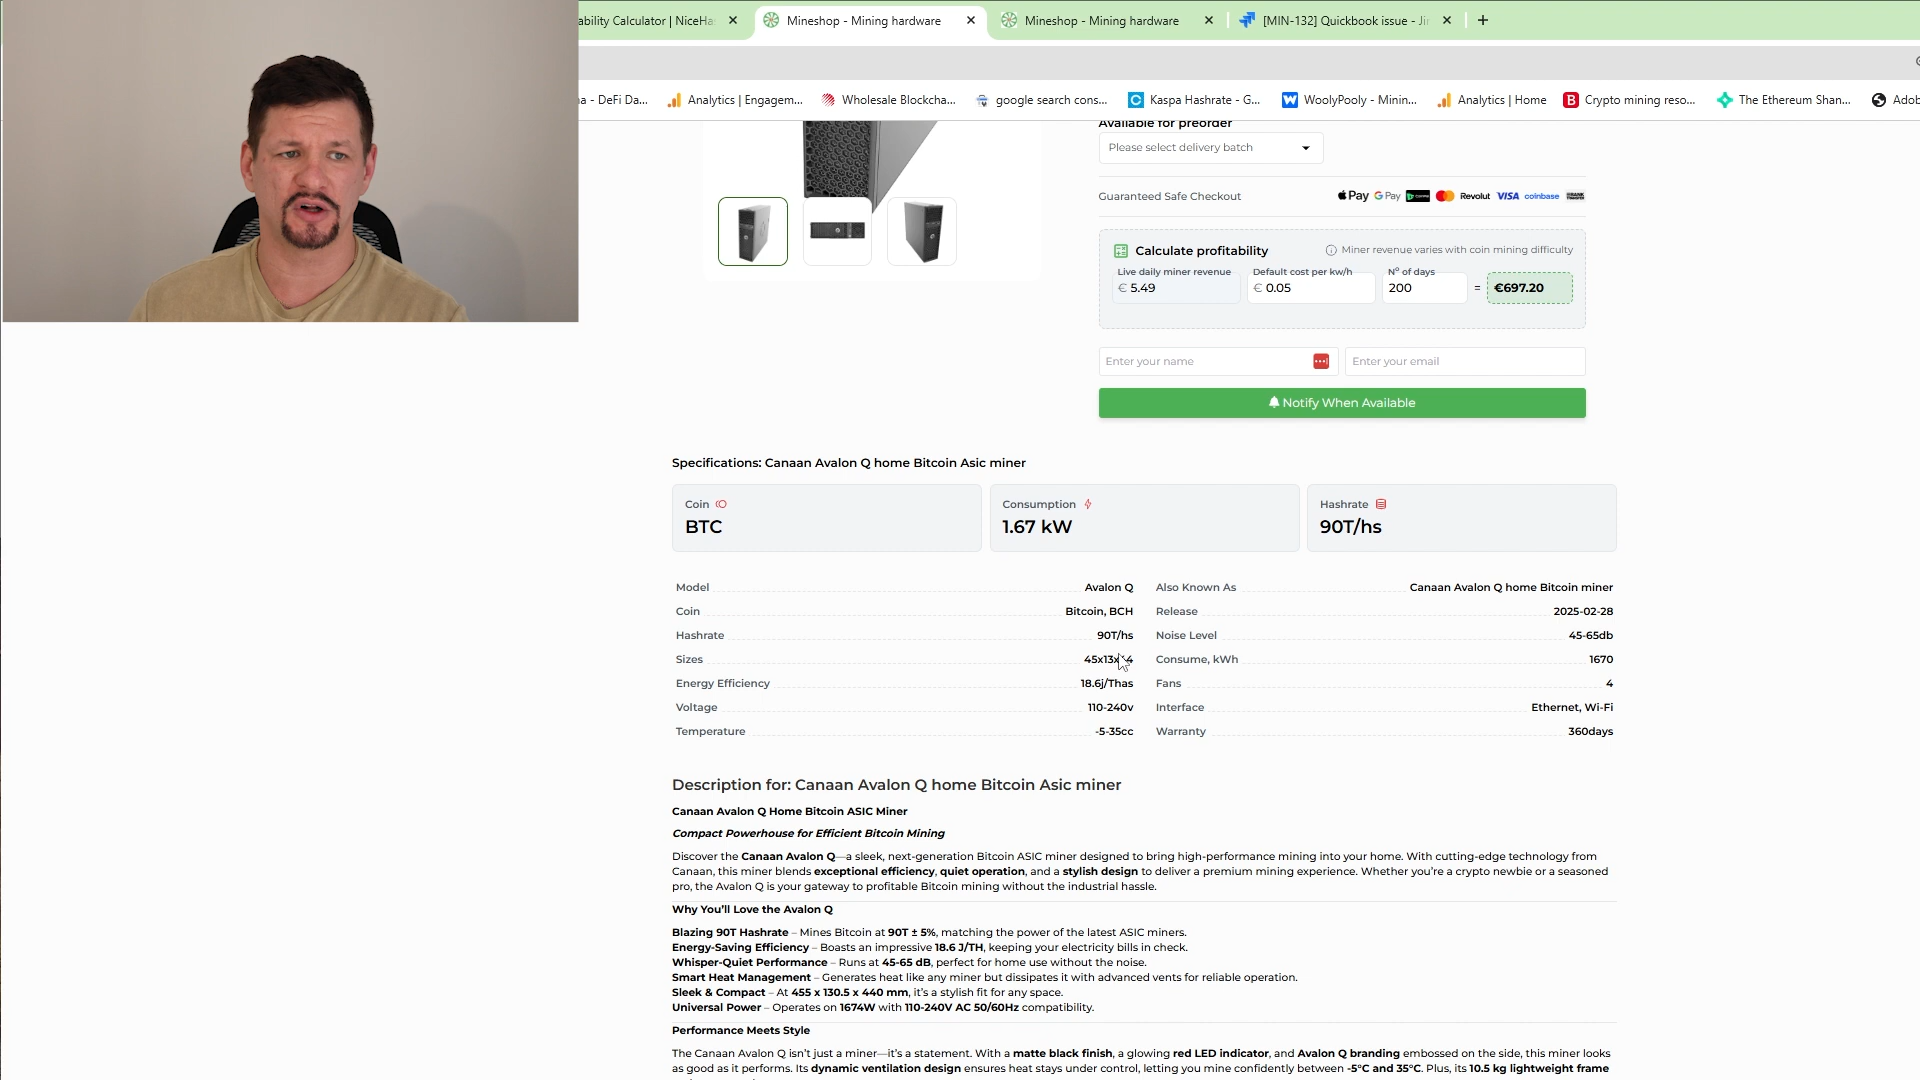 ability Calculator | NiceHa
Mineshop - Mining hardware
Mineshop - Mining hardware
[MIN-132] Quickbook issue - Ji
na - DeFi Da...
Analytics | Engagem...
Wholesale Blockcha...
google search cons...
Kaspa Hashrate - G...
WoolyPooly - Minin...
Analytics | Home
Crypto mining reso...
The Ethereum Shan...
Adob
Available for preorder
Please select delivery batch
Guaranteed Safe Checkout
Apple Pay G Pay Revolut VISA coinbase
Calculate profitability
Miner revenue varies with coin mining difficulty
Live daily miner revenue Default cost per kw/h Nº of days
€ 5.49 € 0.05 200 = €697.20
Enter your name Enter your email
Notify When Available
Specifications: Canaan Avalon Q home Bitcoin Asic miner
Coin Consumption Hashrate
BTC 1.67 kW 90T/hs
Model Avalon Q Also Known As Canaan Avalon Q home Bitcoin miner
Coin Bitcoin, BCH Release 2025-02-28
Hashrate 90T/hs Noise Level 45-65db
Sizes 45x13x 4 Consume, kWh 1670
Energy Efficiency 18.6j/Thas Fans 4
Voltage 110-240v Interface Ethernet, Wi-Fi
Temperature -5-35cc Warranty 360days
Description for: Canaan Avalon Q home Bitcoin Asic miner
Canaan Avalon Q Home Bitcoin ASIC Miner
Compact Powerhouse for Efficient Bitcoin Mining
Discover the Canaan Avalon Q—a sleek, next-generation Bitcoin ASIC miner designed to bring high-performance mining into your home. With cutting-edge technology from
Canaan, this miner blends exceptional efficiency, quiet operation, and a stylish design to deliver a premium mining experience. Whether you're a crypto newbie or a seasoned
pro, the Avalon Q is your gateway to profitable Bitcoin mining without the industrial hassle.
Why You'll Love the Avalon Q
Blazing 90T Hashrate – Mines Bitcoin at 90T ± 5%, matching the power of the latest ASIC miners.
Energy-Saving Efficiency – Boasts an impressive 18.6 J/TH, keeping your electricity bills in check.
Whisper-Quiet Performance – Runs at 45-65 dB, perfect for home use without the noise.
Smart Heat Management – Generates heat like any miner but dissipates it with advanced vents for reliable operation.
Sleek & Compact – At 455 x 130.5 x 440 mm, it's a stylish fit for any space.
Universal Power – Operates on 1674W with 110-240V AC 50/60Hz compatibility.
Performance Meets Style
The Canaan Avalon Q isn't just a miner—it's a statement. With a matte black finish, a glowing red LED indicator, and Avalon Q branding embossed on the side, this miner looks
as good as it performs. Its dynamic ventilation design ensures heat stays under control, letting you mine confidently between -5°C and 35°C. Plus, its 10.5 kg lightweight frame